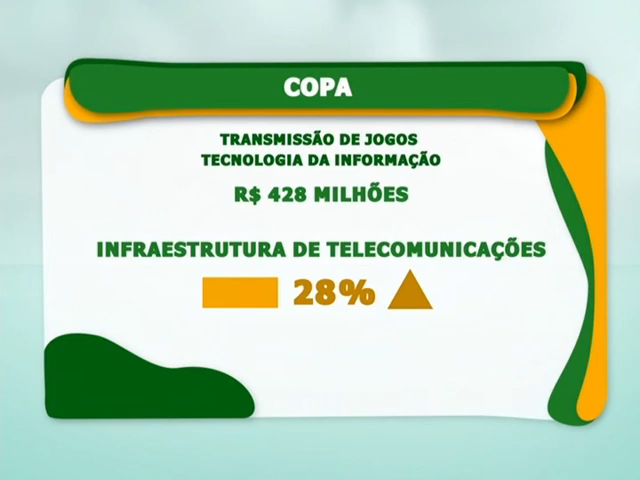 COPA
TRANSMISSÃO DE JOGOS
TECNOLOGIA DA INFORMAÇÃO
R$ 428 MILHÕES
INFRAESTRUTURA DE TELECOMUNICAÇÕES
28%